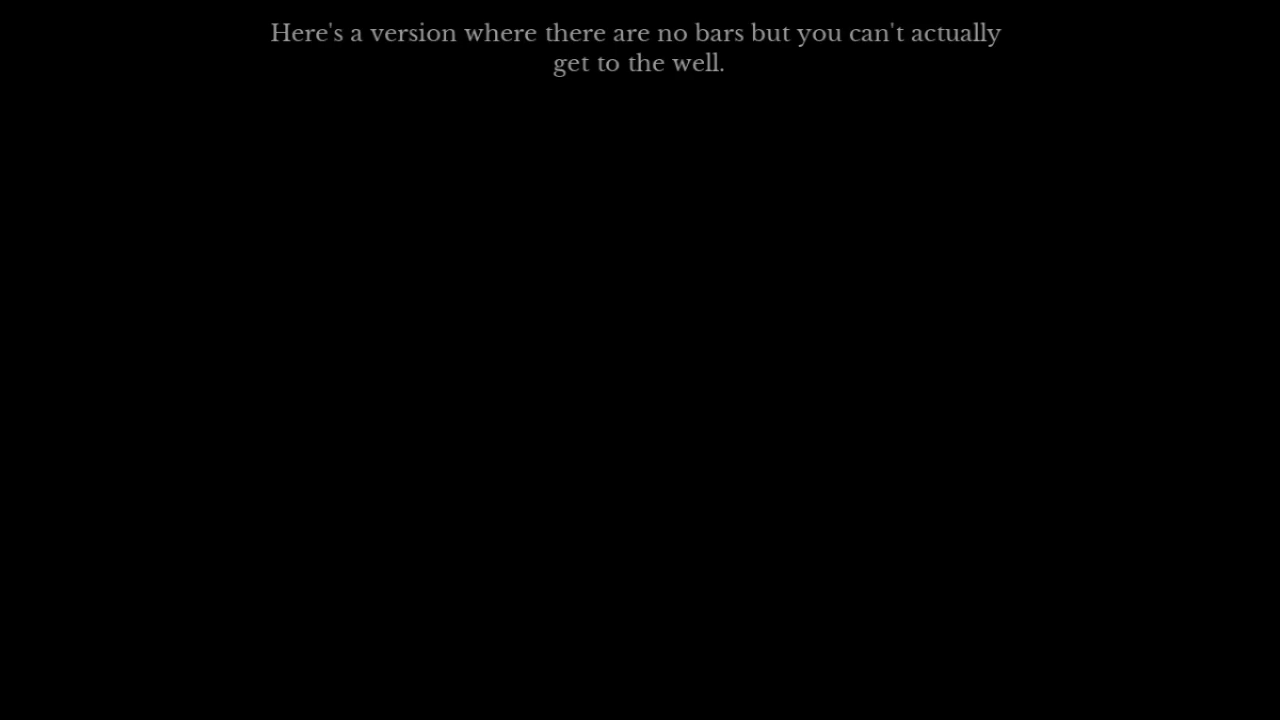 Here's a version where there are no bars but you can't actually
get to the well.